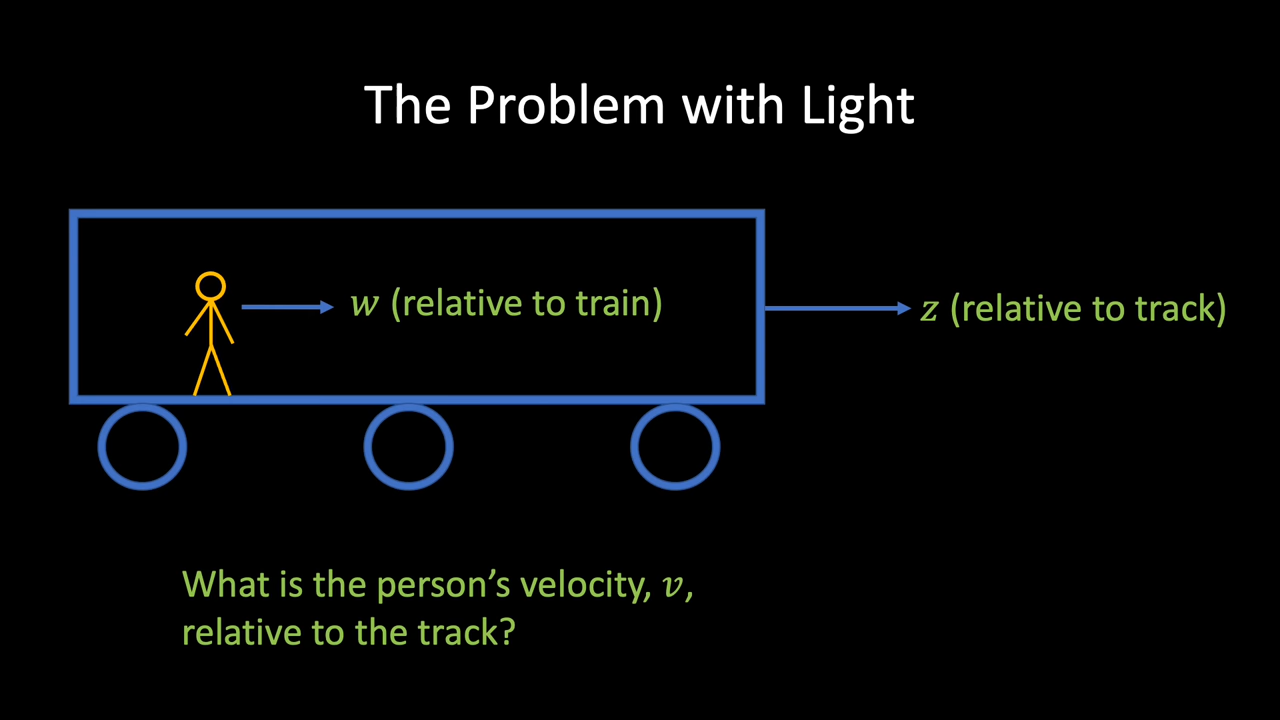 The Problem with Light
𝑤 (relative to train)
𝑧 (relative to track)
What is the person’s velocity, 𝑣,
relative to the track?